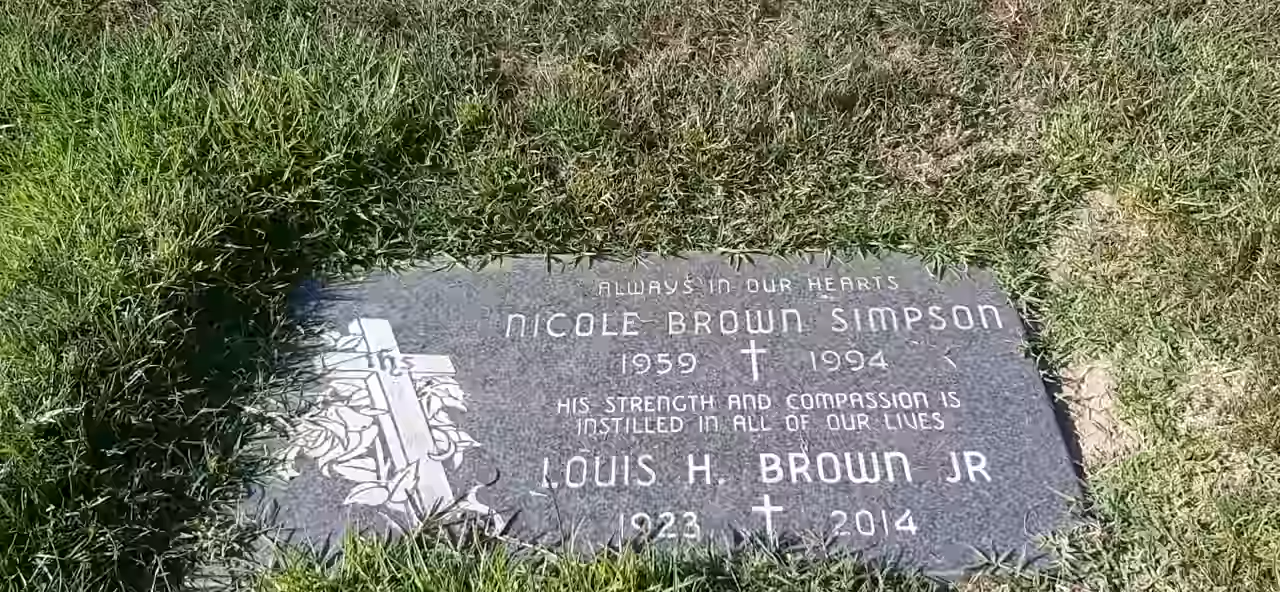 ALWAYS IN OUR HEARTS
NICOLE BROWN SIMPSON
1959 1994
IHS
HIS STRENGTH AND COMPASSION IS
INSTILLED IN ALL OF OUR LIVES
LOUIS H. BROWN JR
1923 2014